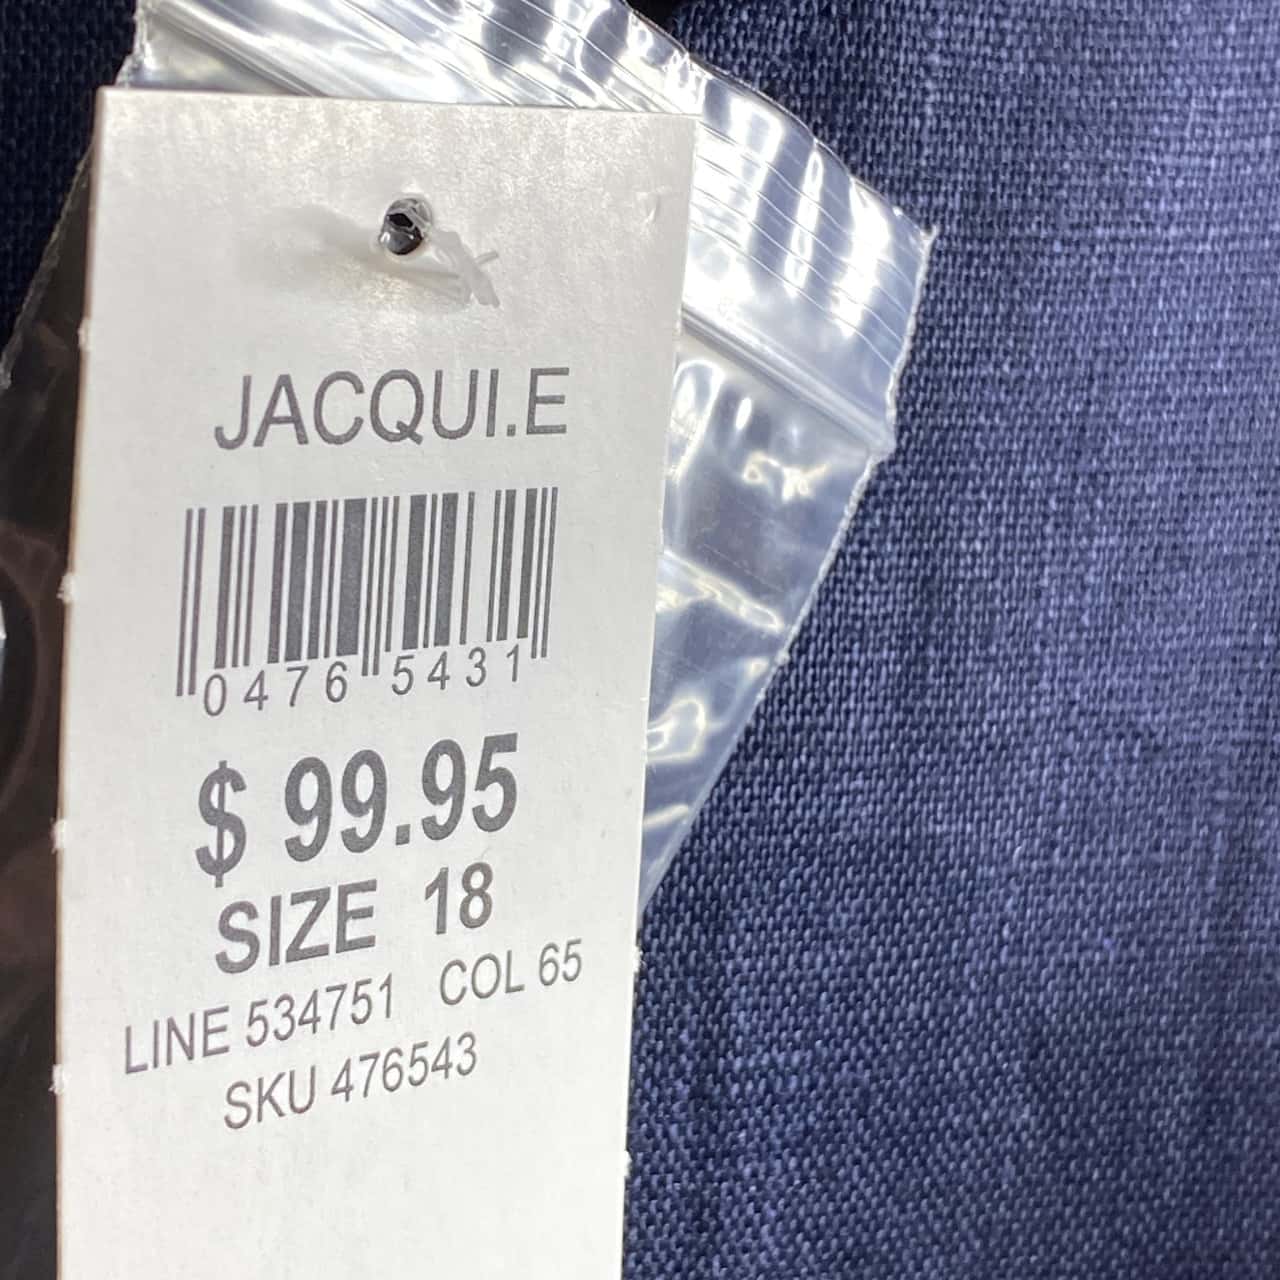 JACQUI.E
0476 5431
$ 99.95
SIZE 18
LINE 534751 COL 65
SKU 476543